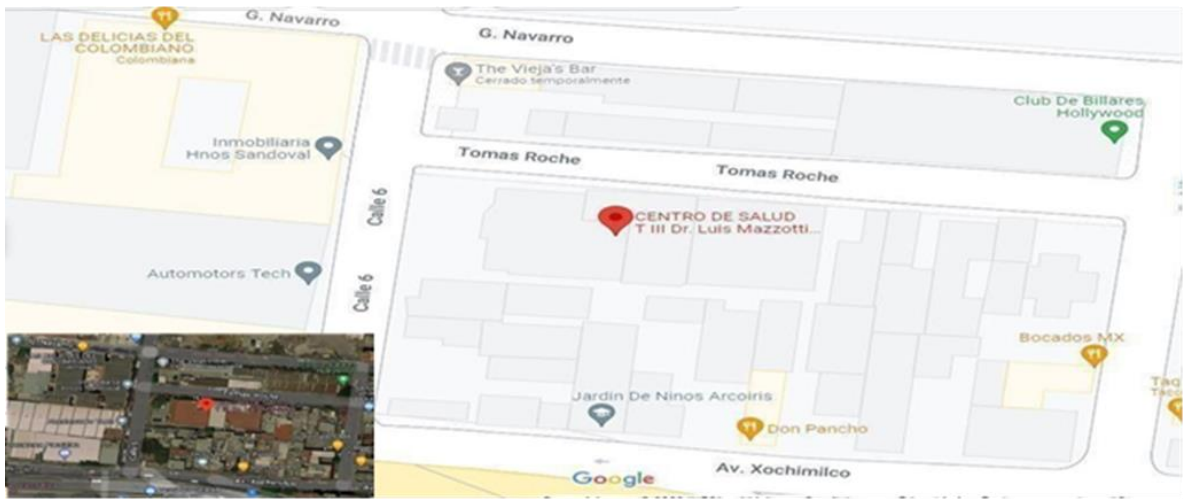 G. Navarro
G. Navarro
LAS DELICIAS DEL
COLOMBIANO
Colombiana
The Vieja's Bar
Cerrado temporalmente
Club De Billares
Hollywood
Inmobiliaria
Hnos Sandoval
Tomas Roche
Tomas Roche
Calle 6
CENTRO DE SALUD
T III Dr. Luis Mazzotti...
Automotors Tech
Calle 6
Bocados MX
Jardin De Ninos Arcoiris
Taq
Taco
Don Pancho
Av. Xochimilco
Google